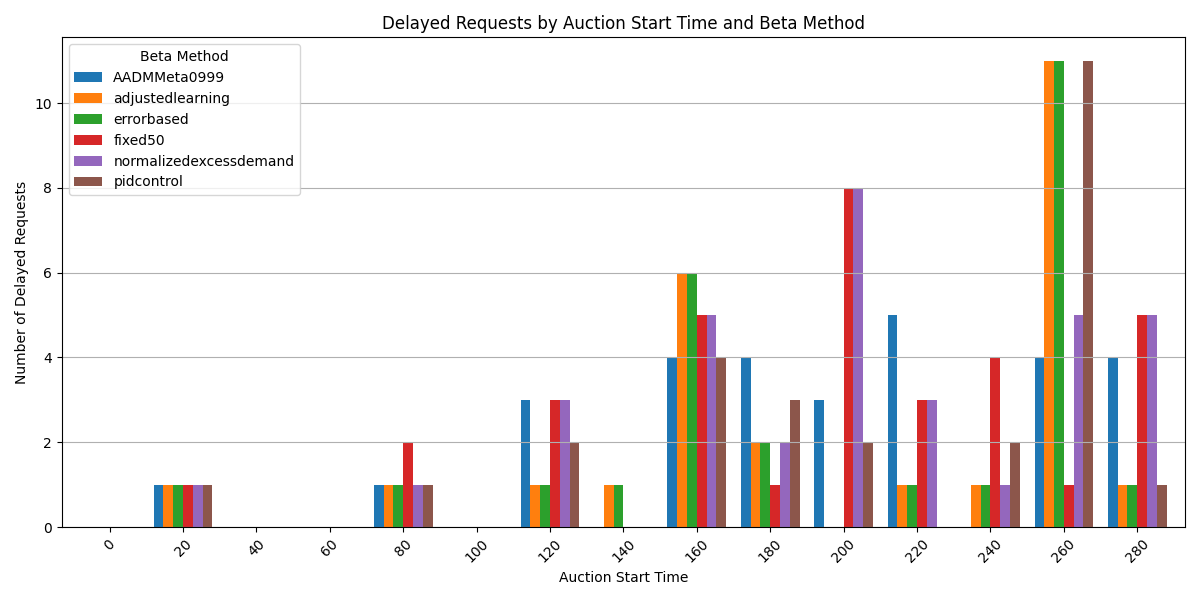 Delayed Requests by Auction Start Time and Beta Method
Beta Method
AADMMeta0999
adjustedlearning
errorbased
fixed50
normalizedexcessdemand
pidcontrol
Number of Delayed Requests
10
8
6
4
2
0
0 20 40 60 80 100 120 140 160 180 200 220 240 260 280
Auction Start Time